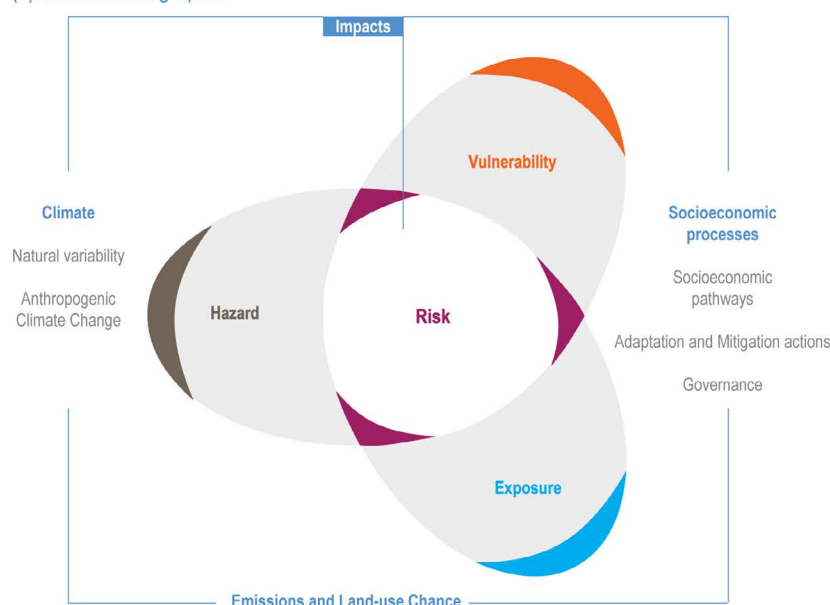 Impacts
Vulnerability
Climate
Natural variability
Anthropogenic
Climate Change
Hazard
Risk
Socioeconomic
processes
Socioeconomic
pathways
Adaptation and Mitigation actions
Governance
Exposure
Emissions and Land-use Chance